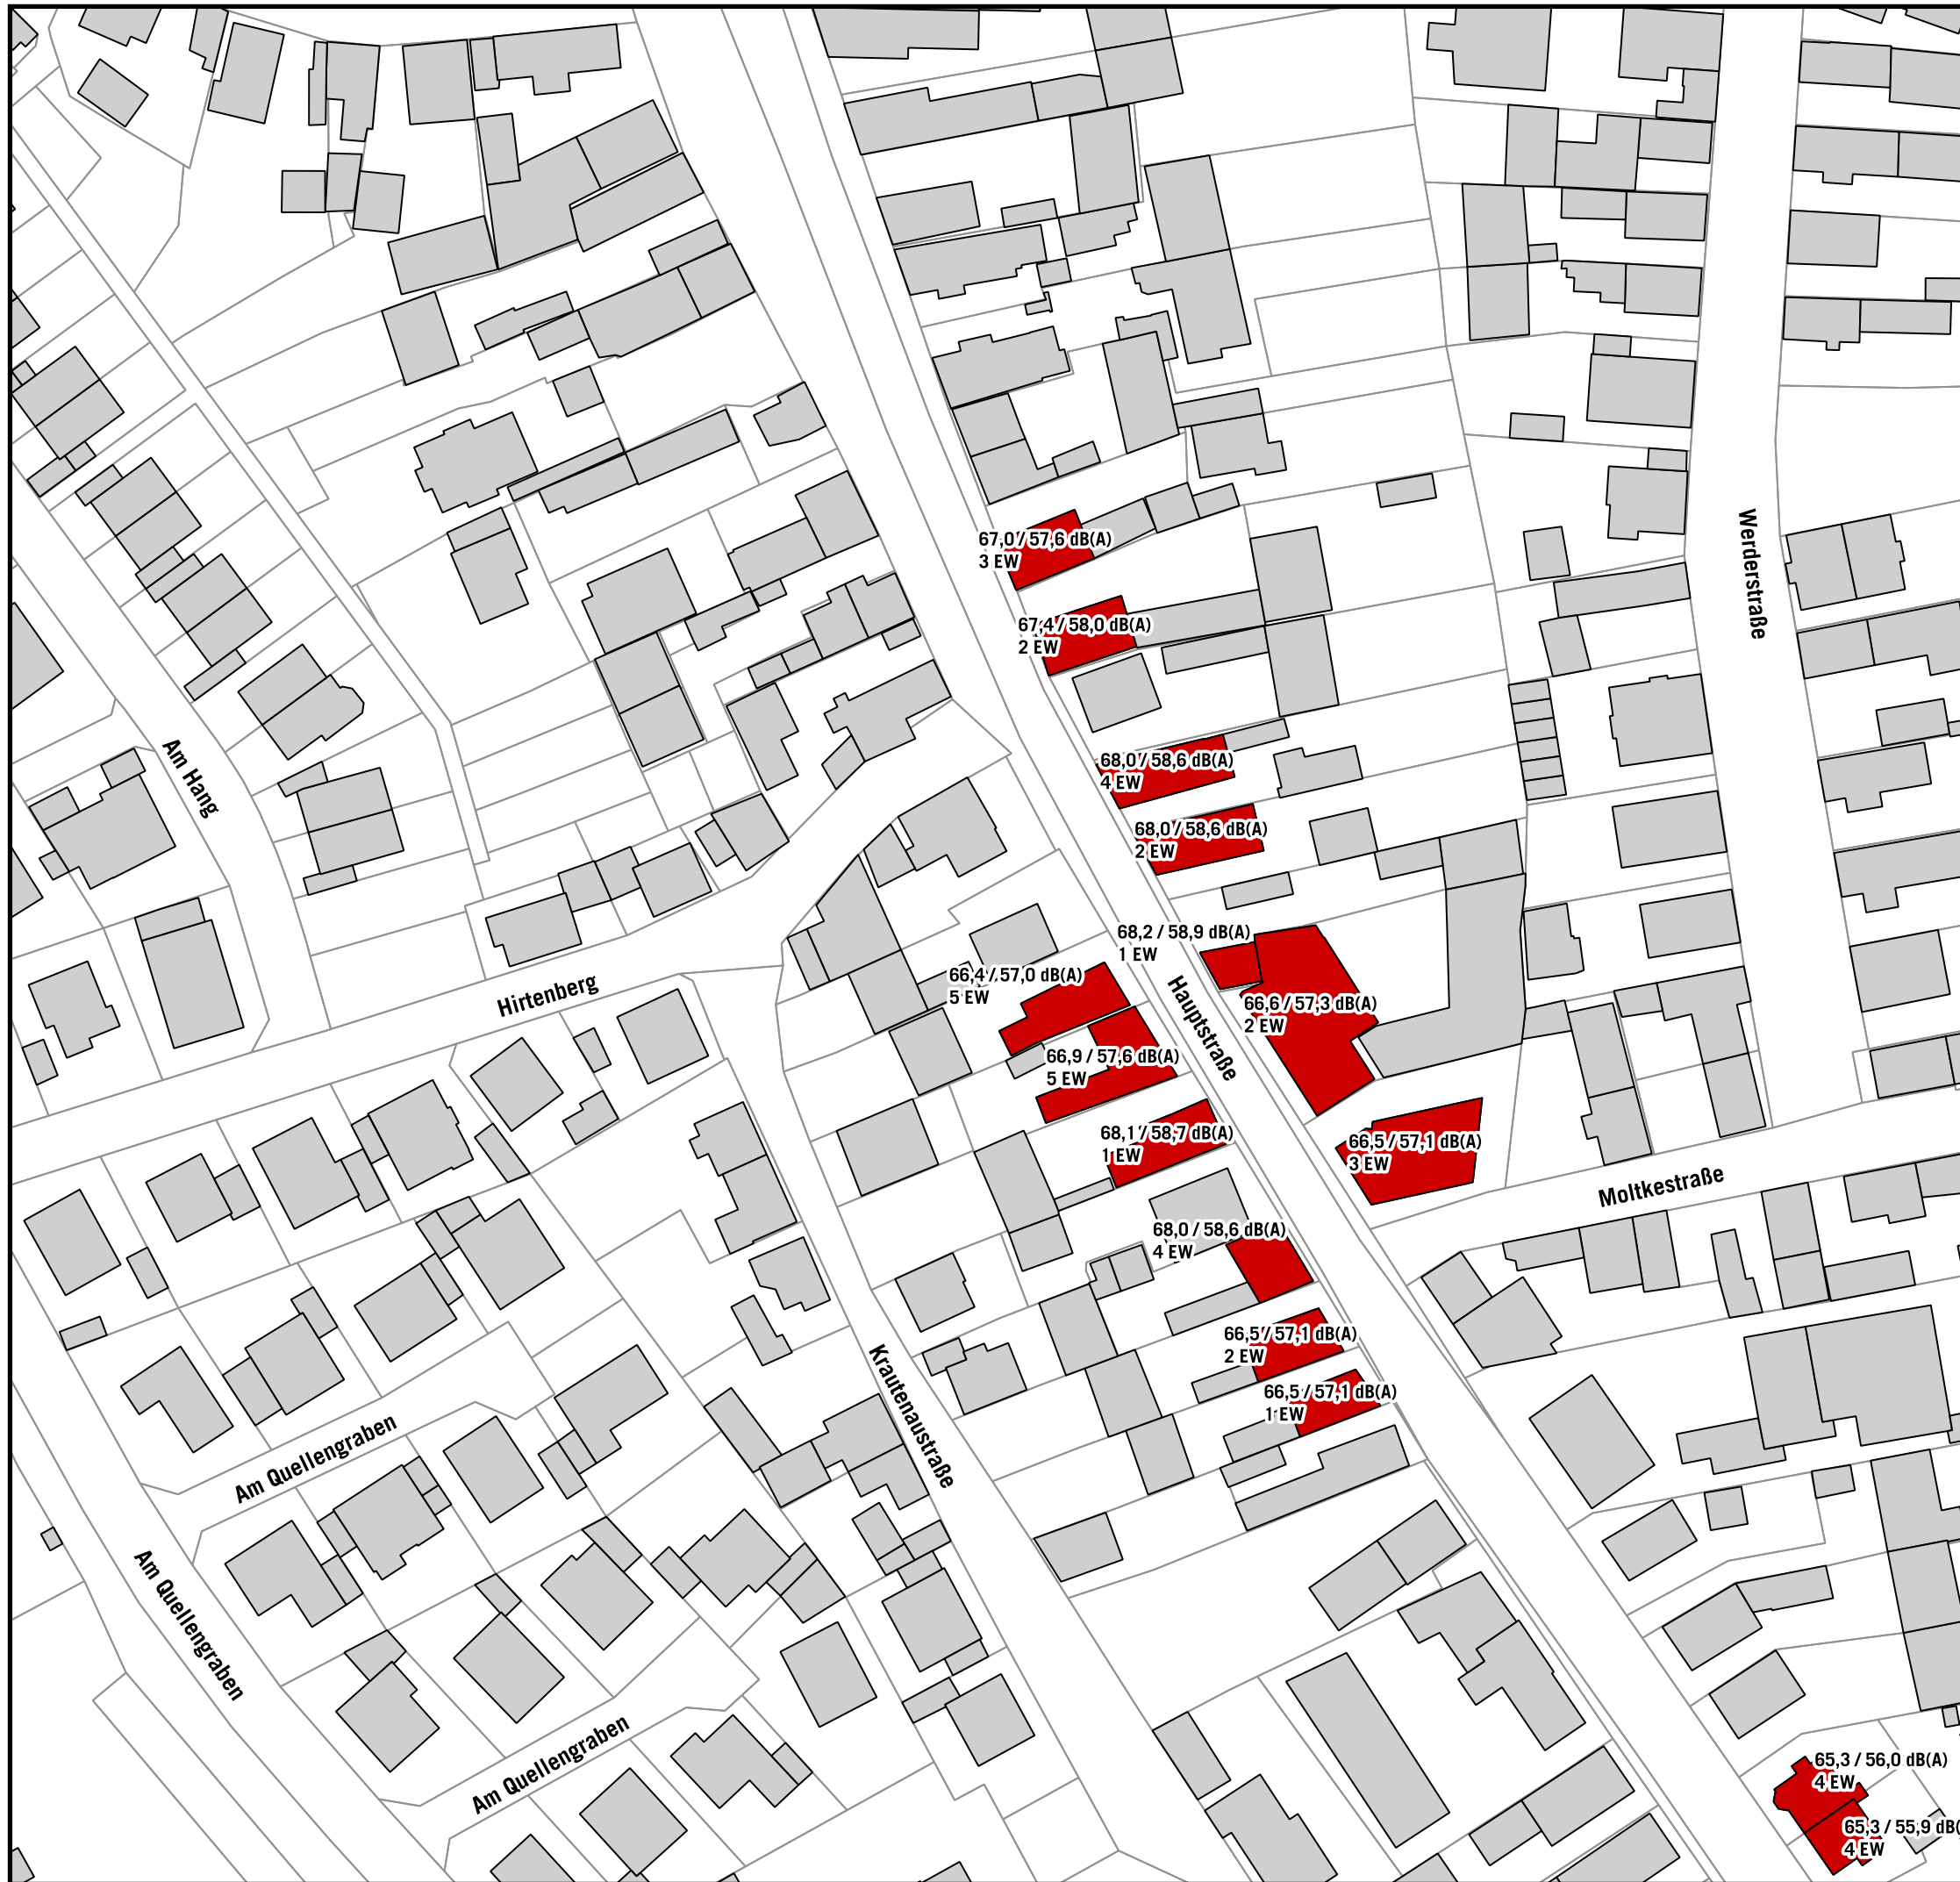 67,0 / 57,6 dB(A)
3 EW
Werderstraße
67,4 / 58,0 dB(A)
2 EW
Am Hang
68,0 / 58,6 dB(A)
4 EW
68,0 / 58,6 dB(A)
2 EW
68,2 / 58,9 dB(A)
1 EW
66,4 / 57,0 dB(A)
5 EW
Hirtenberg
Hauptstraße
66,6 / 57,3 dB(A)
2 EW
66,9 / 57,6 dB(A)
5 EW
68,1 / 58,7 dB(A)
1 EW
66,5 / 57,1 dB(A)
3 EW
Moltkestraße
68,0 / 58,6 dB(A)
4 EW
66,5 / 57,1 dB(A)
2 EW
66,5 / 57,1 dB(A)
1 EW
Krautenaustraße
Am Quellengraben
Am Quellengraben
Am Quellengraben
65,3 / 56,0 dB(A)
4 EW
65,3 / 55,9 dB(
4 EW